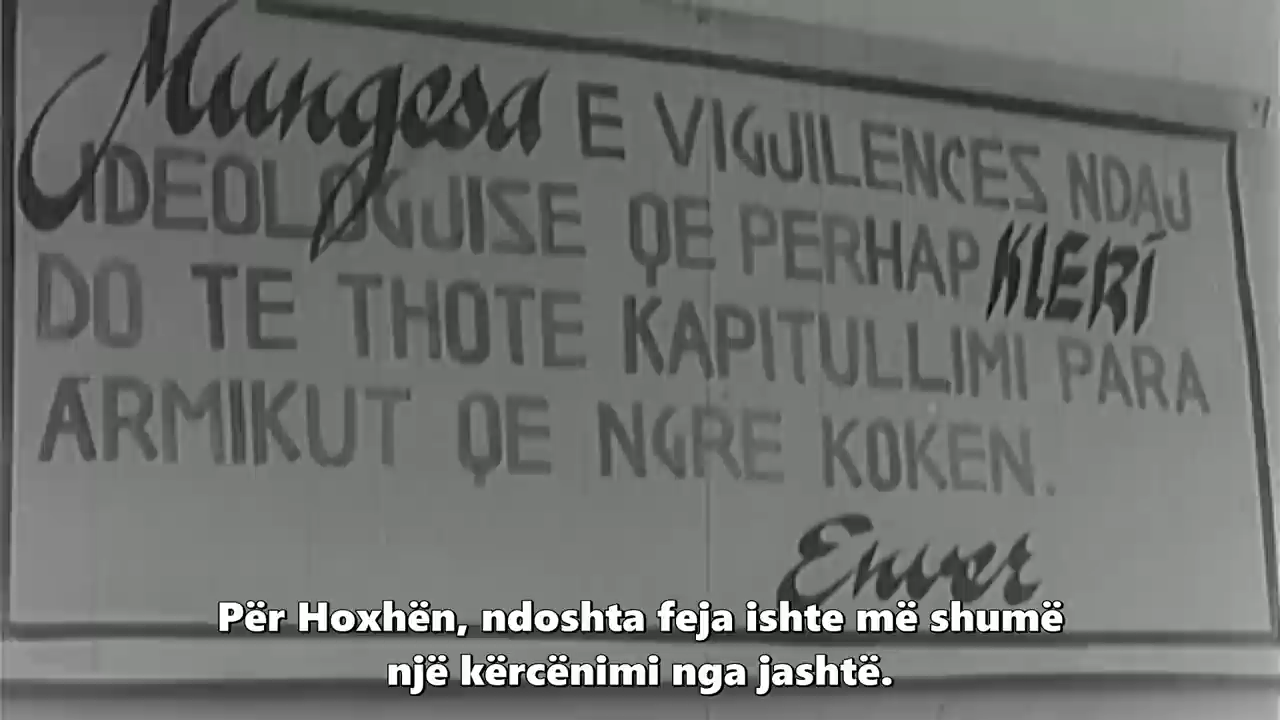 Mungesa E VIGJILENCES NDAJ
IDEOLOGJISE QE PERHAP KlERI
DO TE THOTE KAPITULLIMI PARA
ARMIKUT QE NGRE KOKEN.
Enver
Për Hoxhën, ndoshta feja ishte më shumë
një kërcënimi nga jashtë.